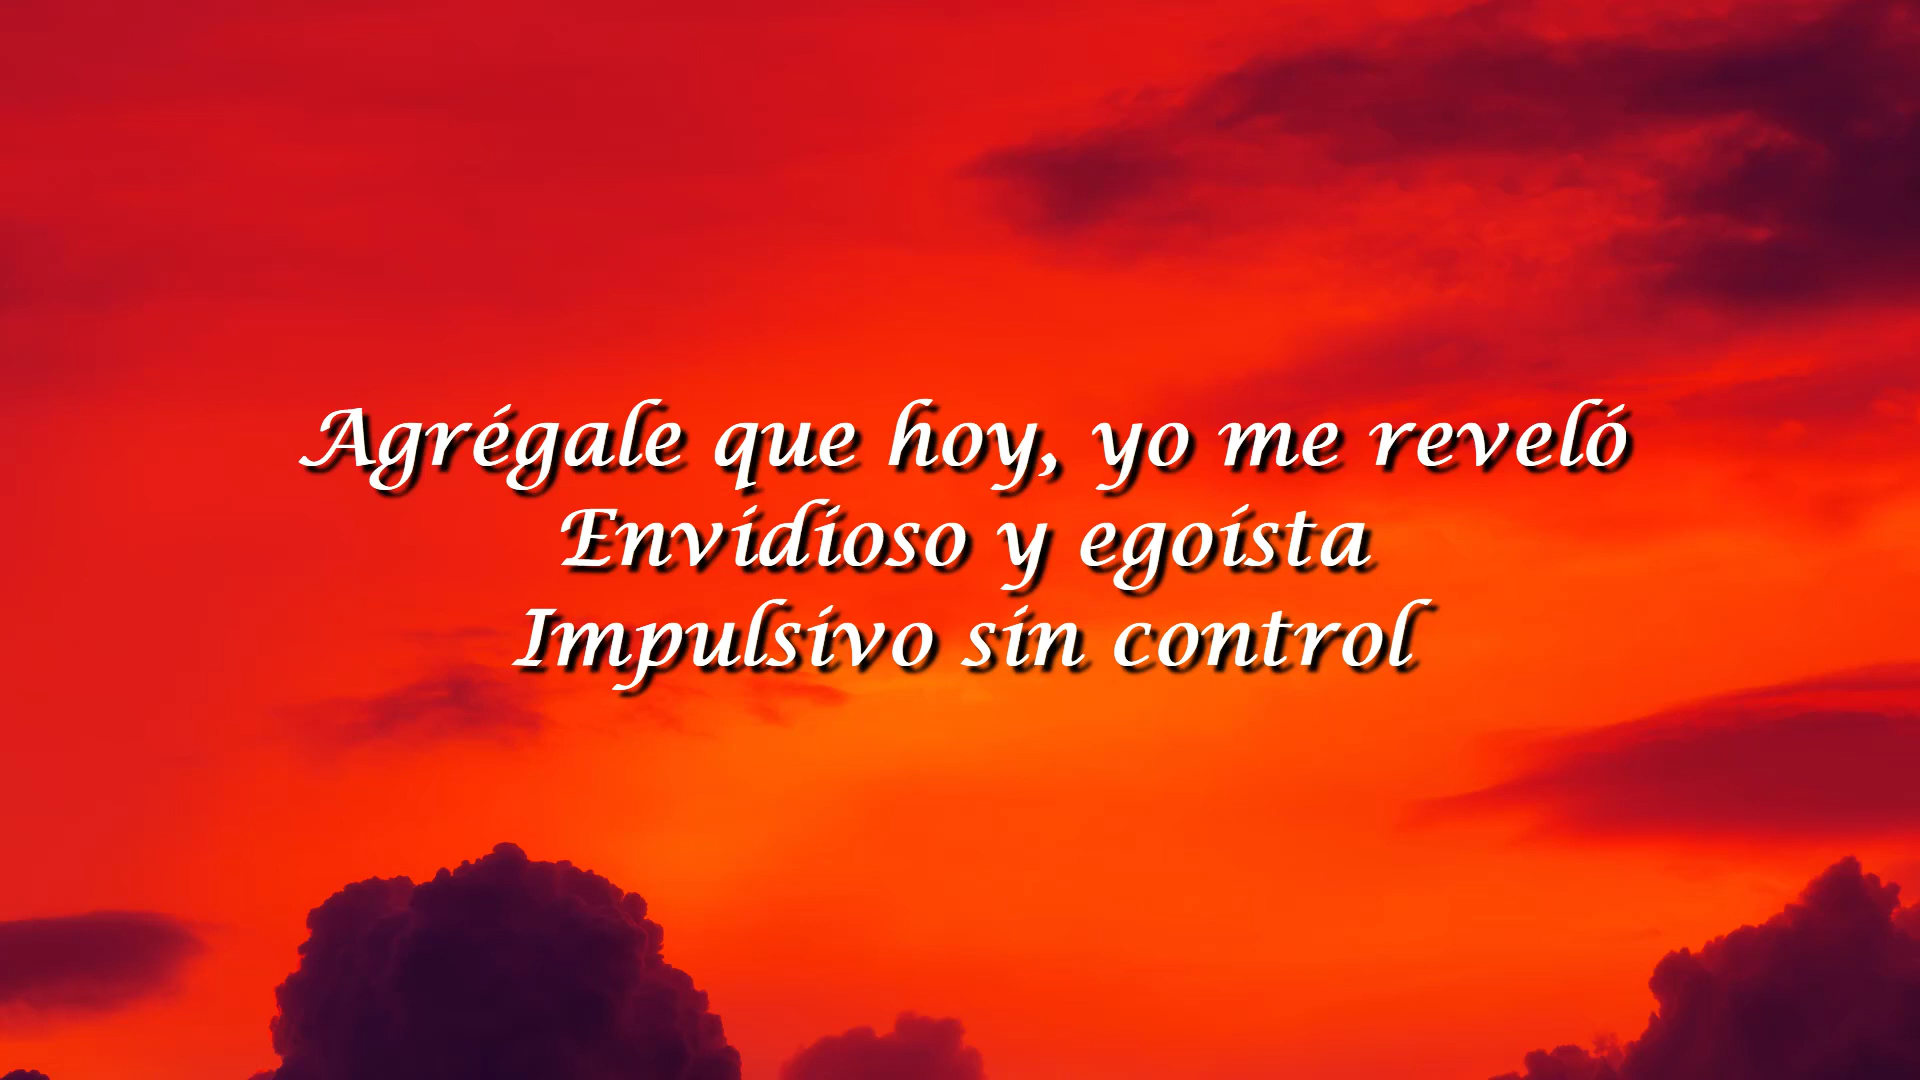 Agrégale que hoy, yo me reveló
Envidioso y egoísta
Impulsivo sin control